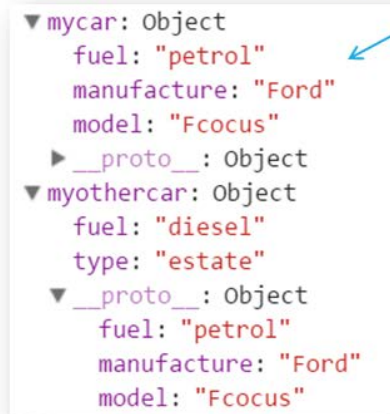 mycar: Object
fuel: "petrol"
manufacture: "Ford"
model: "Fcocus"
__proto__: Object
myothercar: Object
fuel: "diesel"
type: "estate"
__proto__: Object
fuel: "petrol"
manufacture: "Ford"
model: "Fcocus"